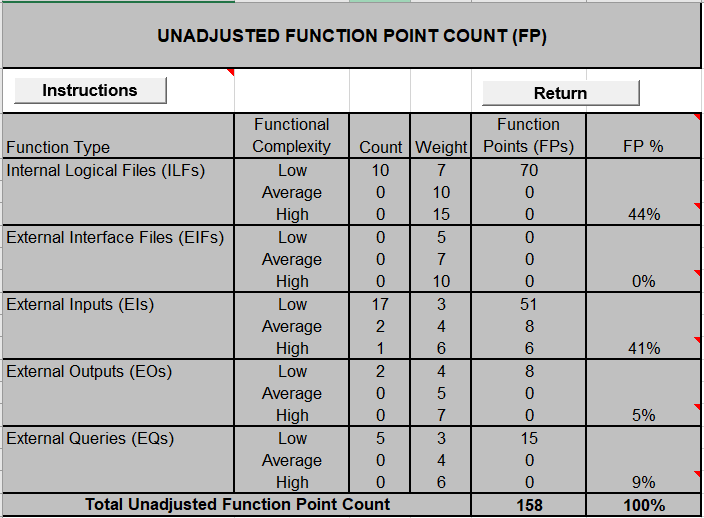 UNADJUSTED FUNCTION POINT COUNT (FP)
Instructions
Return
Function Type Functional Complexity Count Weight Function Points (FPs) FP %
Internal Logical Files (ILFs) Low 10 7 70
Average 0 10 0
High 0 15 0 44%
External Interface Files (EIFs) Low 0 5 0
Average 0 7 0
High 0 10 0 0%
External Inputs (EIs) Low 17 3 51
Average 2 4 8
High 1 6 6 41%
External Outputs (EOs) Low 2 4 8
Average 0 5 0
High 0 7 0 5%
External Queries (EQs) Low 5 3 15
Average 0 4 0
High 0 6 0 9%
Total Unadjusted Function Point Count 158 100%